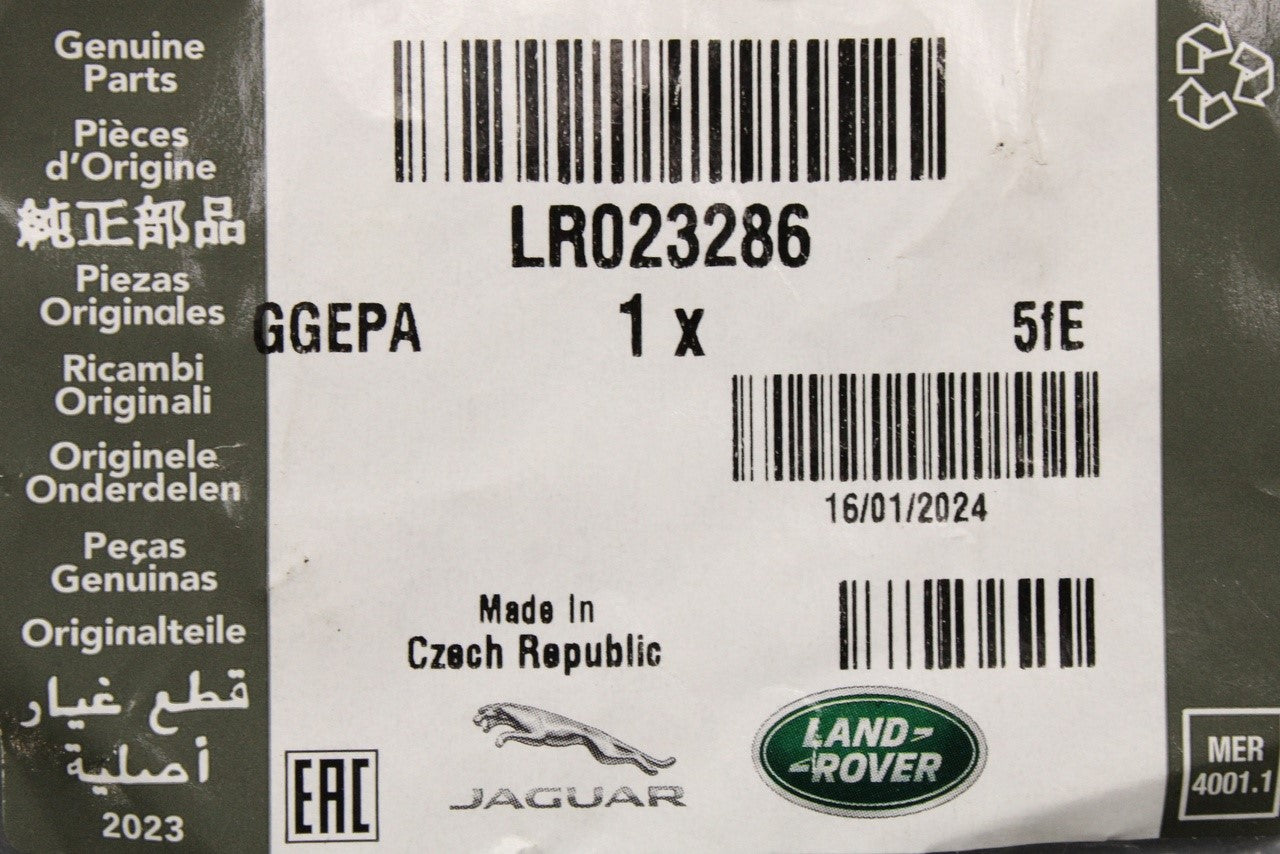 Genuine
Parts
Pièces
d'Origine
純正部品
Piezas
Originales
Ricambi
Originali
Originele
Onderdelen
Peças
Genuinas
Originalteile
قطع غيار
أصلية
2023
LR023286
GGEPA 1 x 5fE
16/01/2024
Made In
Czech Republic
EAC
JAGUAR
LAND-
-ROVER
MER
4001.1